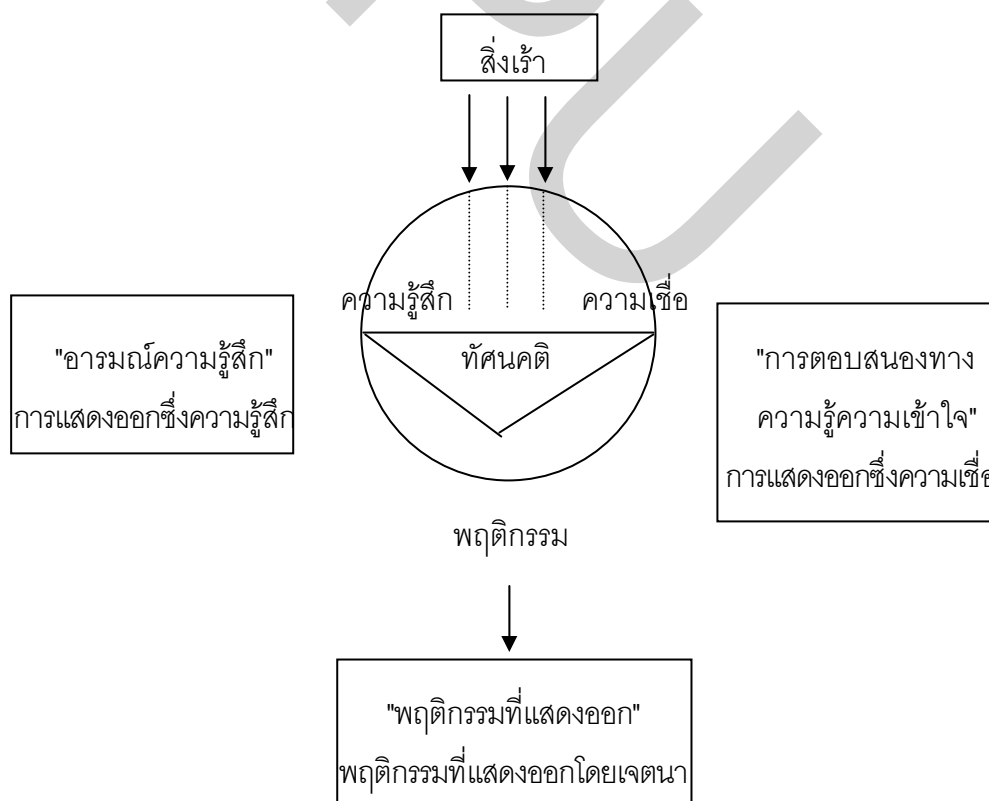 สิ่งเร้า
ความรู้สึก
ความเชื่อ
ทัศนคติ
"อารมณ์ความรู้สึก"
การแสดงออกซึ่งความรู้สึก
"การตอบสนองทาง
ความรู้ความเข้าใจ"
การแสดงออกซึ่งความเชื่อ
พฤติกรรม
"พฤติกรรมที่แสดงออก"
พฤติกรรมที่แสดงออกโดยเจตนา